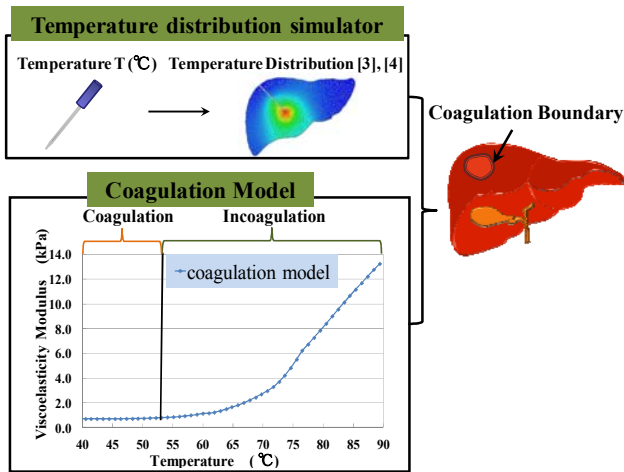 Temperature distribution simulator
Temperature T (℃)
Temperature Distribution [3], [4]
Coagulation Boundary
Coagulation Model
Coagulation
Incoagulation
Viscoelasticity Modulus (kPa)
14.0
12.0
10.0
8.0
6.0
4.0
2.0
0.0
coagulation model
40 45 50 55 60 65 70 75 80 85 90
Temperature (℃)